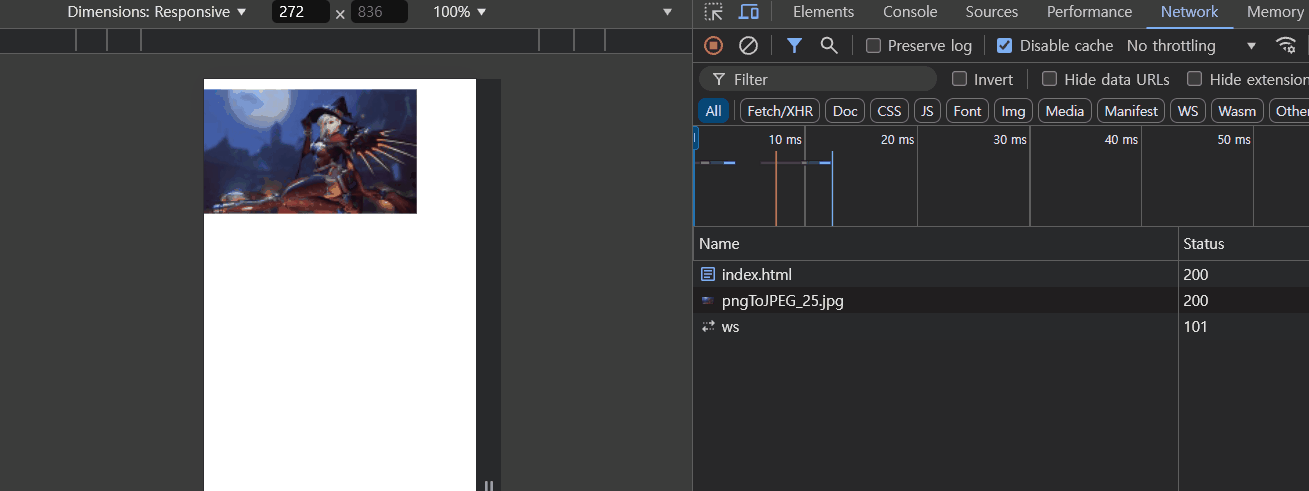 Dimensions: Responsive ▼ 272 × 836 100% ▼ ▼
Elements Console Sources Performance Network Memory
Preserve log Disable cache No throttling ▼
Filter Invert Hide data URLs Hide extension
All Fetch/XHR Doc CSS JS Font Img Media Manifest WS Wasm Other
10 ms 20 ms 30 ms 40 ms 50 ms
Name Status
index.html 200
pngToJPEG_25.jpg 200
ws 101